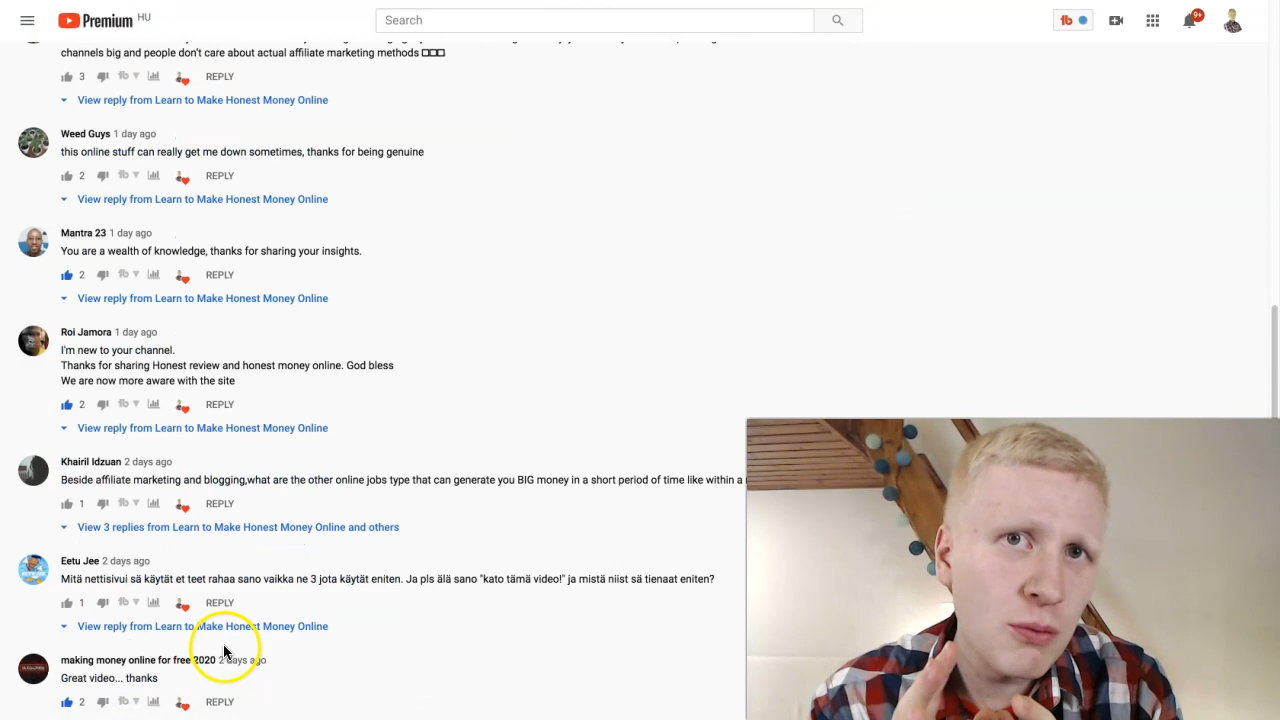 Premium HU
Search
9+
channels big and people don't care about actual affiliate marketing methods
3 REPLY
View reply from Learn to Make Honest Money Online
Weed Guys 1 day ago
this online stuff can really get me down sometimes, thanks for being genuine
2 REPLY
View reply from Learn to Make Honest Money Online
Mantra 23 1 day ago
You are a wealth of knowledge, thanks for sharing your insights.
2 REPLY
View reply from Learn to Make Honest Money Online
Roi Jamora 1 day ago
I'm new to your channel.
Thanks for sharing Honest review and honest money online. God bless
We are now more aware with the site
2 REPLY
View reply from Learn to Make Honest Money Online
Khairil Idzuan 2 days ago
Beside affiliate marketing and blogging,what are the other online jobs type that can generate you BIG money in a short period of time like within a
1 REPLY
View 3 replies from Learn to Make Honest Money Online and others
Eetu Jee 2 days ago
Mitä nettisivui sä käytät et teet rahaa sano vaikka ne 3 jota käytät eniten. Ja pls älä sano "kato tämä video!" ja mistä niist sä tienaat eniten?
1 REPLY
View reply from Learn to Make Honest Money Online
making money online for free 2020 2 days ago
Great video... thanks
2 REPLY